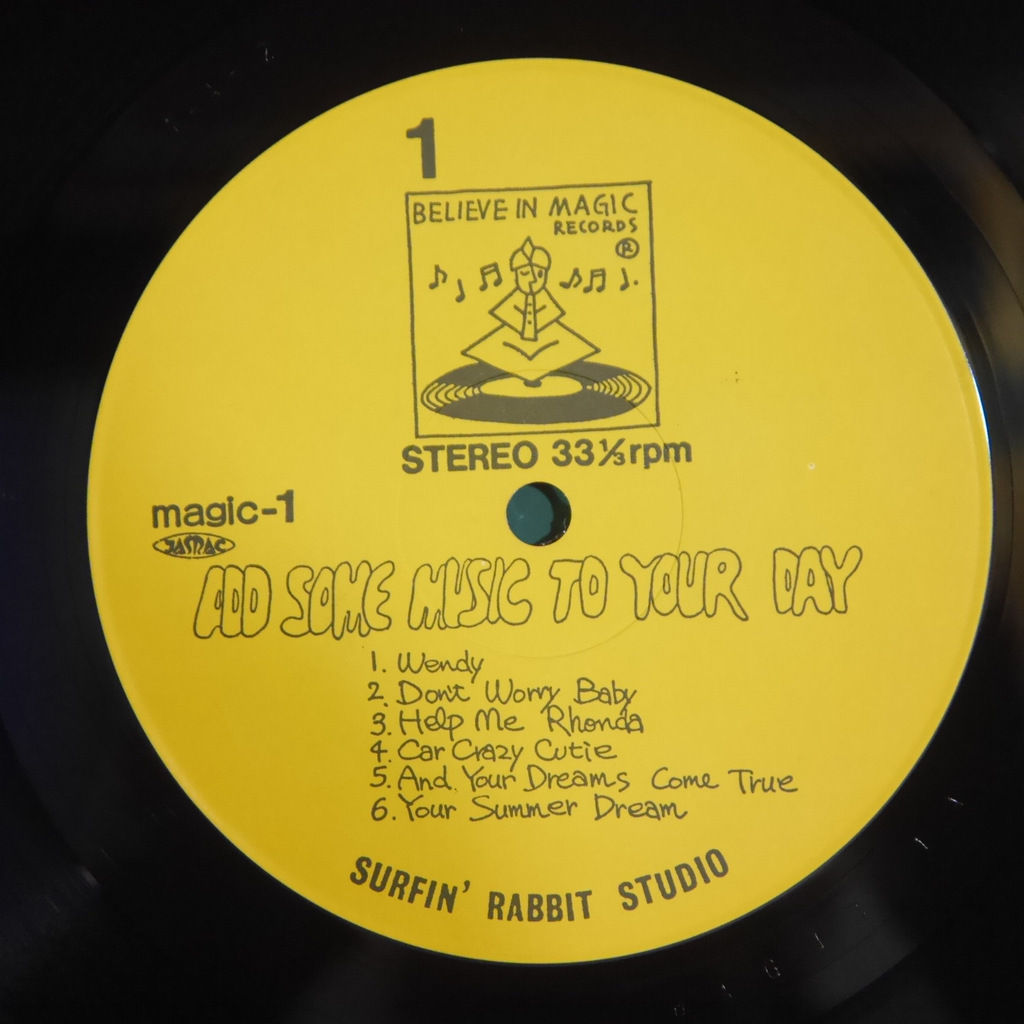 1
BELIEVE IN MAGIC
RECORDS
®
STEREO 33⅓rpm
magic-1
JASRAC
ADD SOME MUSIC TO YOUR DAY
1. Wendy
2. Don't Worry Baby
3. Help Me Rhonda
4. Car Crazy Cutie
5. And Your Dreams Come True
6. Your Summer Dream
SURFIN' RABBIT STUDIO